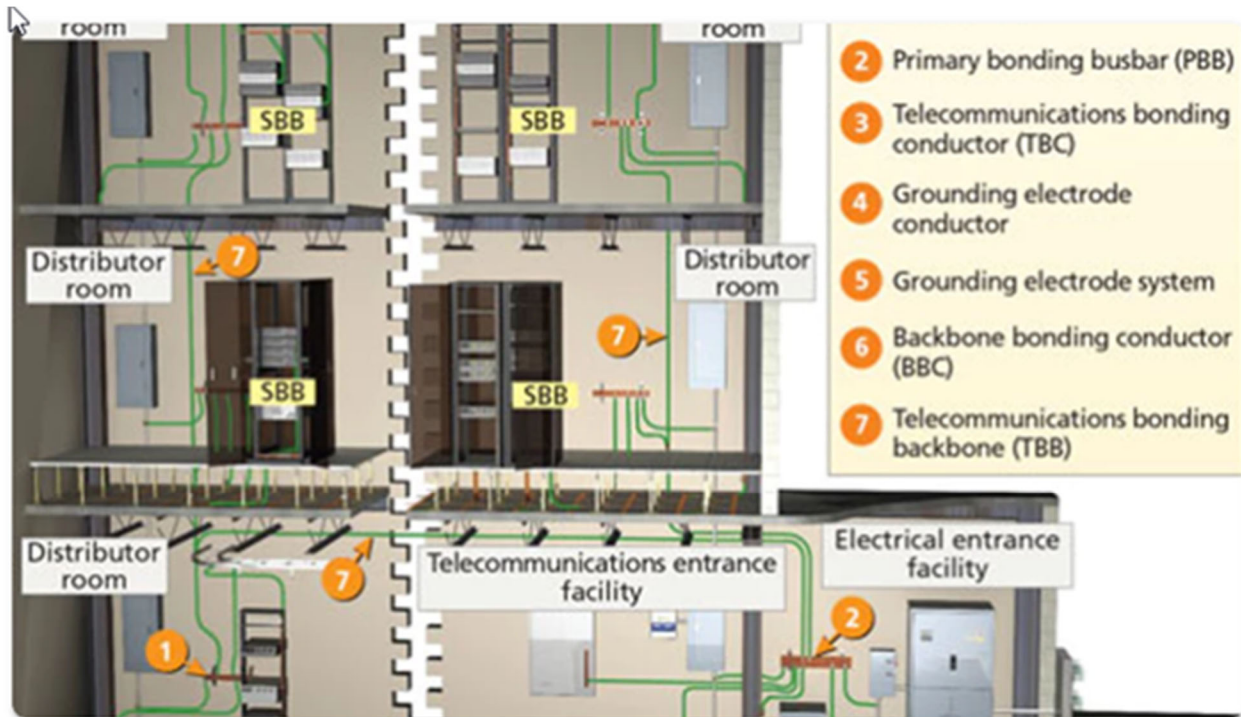 room
room
SBB
SBB
2 Primary bonding busbar (PBB)
3 Telecommunications bonding
conductor (TBC)
4 Grounding electrode
conductor
5 Grounding electrode system
6 Backbone bonding conductor
(BBC)
7 Telecommunications bonding
backbone (TBB)
Distributor
room
7
Distributor
room
7
SBB
SBB
Distributor
room
7
Telecommunications entrance
facility
Electrical entrance
facility
1
2